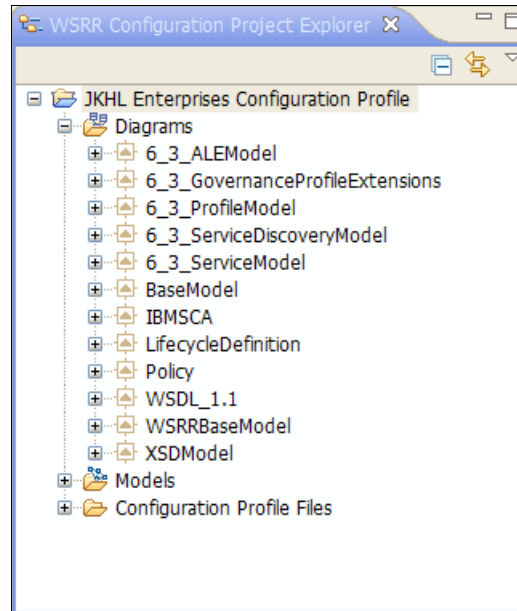 WSRR Configuration Project Explorer
JKHL Enterprises Configuration Profile
Diagrams
6_3_ALEModel
6_3_GovernanceProfileExtensions
6_3_ProfileModel
6_3_ServiceDiscoveryModel
6_3_ServiceModel
BaseModel
IBMSCA
LifecycleDefinition
Policy
WSDL_1.1
WSRRBaseModel
XSDModel
Models
Configuration Profile Files